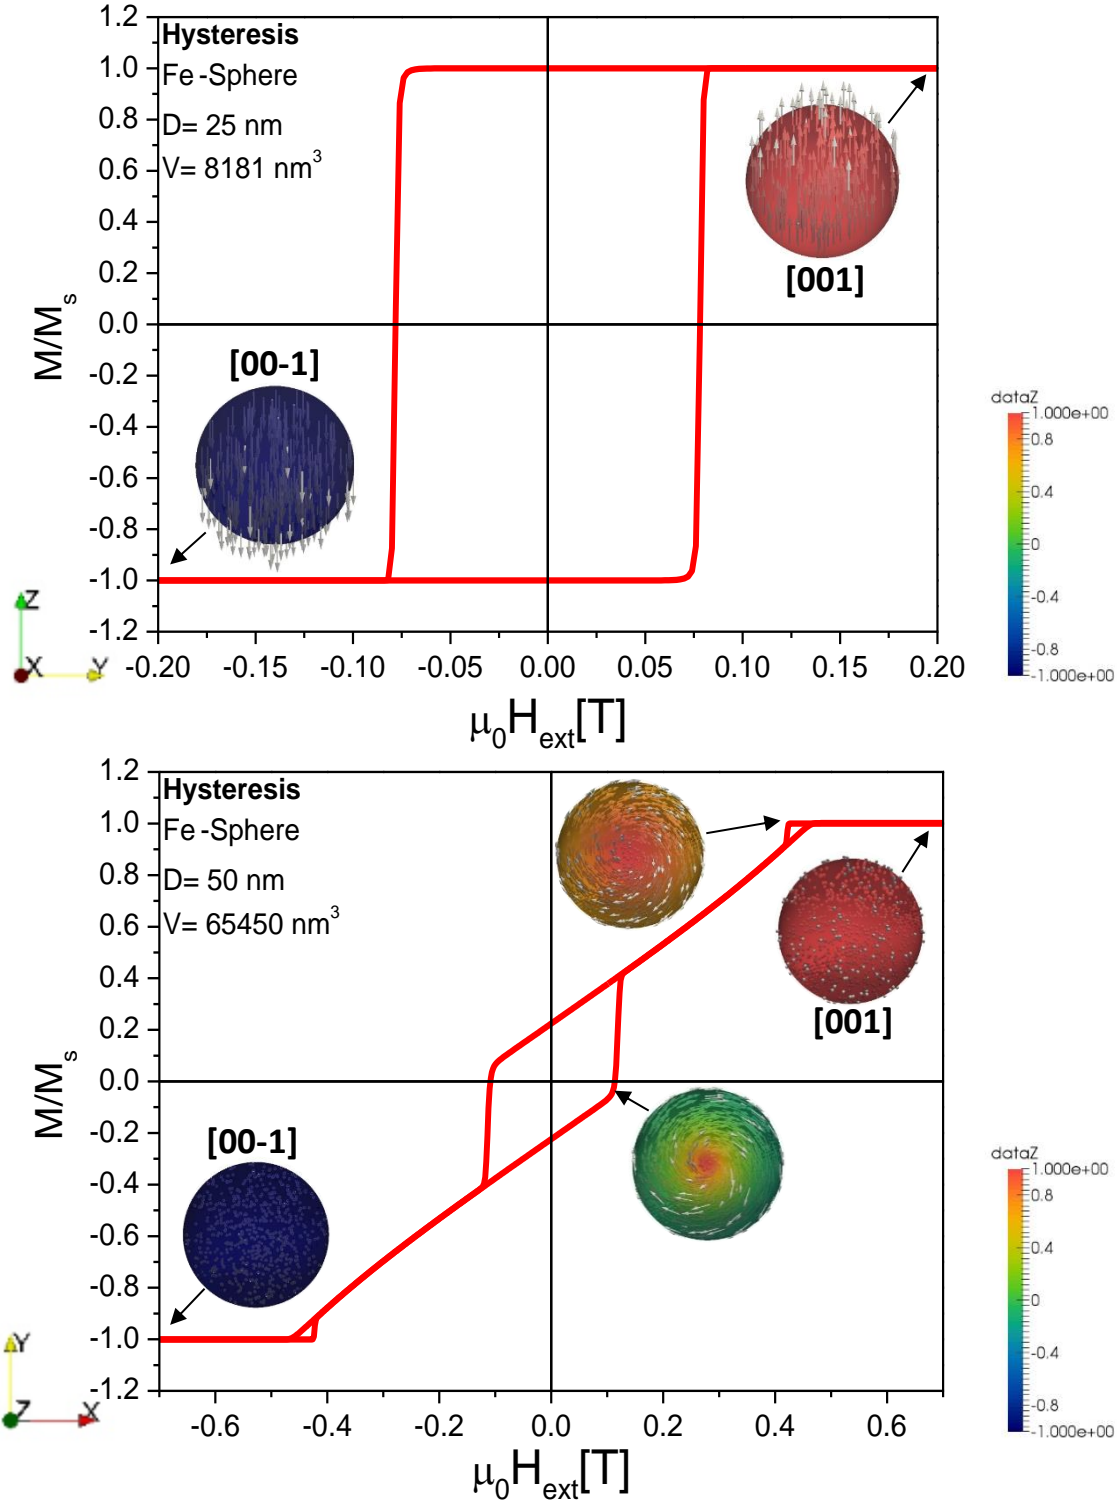 Hysteresis
Fe-Sphere
D= 25 nm
V= 8181 nm³
1.2
1.0
0.8
0.6
0.4
0.2
0.0
-0.2
-0.4
-0.6
-0.8
-1.0
-1.2
M/Mₛ
[001]
[00-1]
dataZ
1.000e+00
0.8
0.4
0
-0.4
-0.8
-1.000e+00
Z
X
Y
-0.20 -0.15 -0.10 -0.05 0.00 0.05 0.10 0.15 0.20
μ₀Hₑₓₜ[T]
Hysteresis
Fe-Sphere
D= 50 nm
V= 65450 nm³
1.2
1.0
0.8
0.6
0.4
0.2
0.0
-0.2
-0.4
-0.6
-0.8
-1.0
-1.2
M/Mₛ
[001]
[00-1]
dataZ
1.000e+00
0.8
0.4
0
-0.4
-0.8
-1.000e+00
Y
Z
X
-0.6 -0.4 -0.2 0.0 0.2 0.4 0.6
μ₀Hₑₓₜ[T]